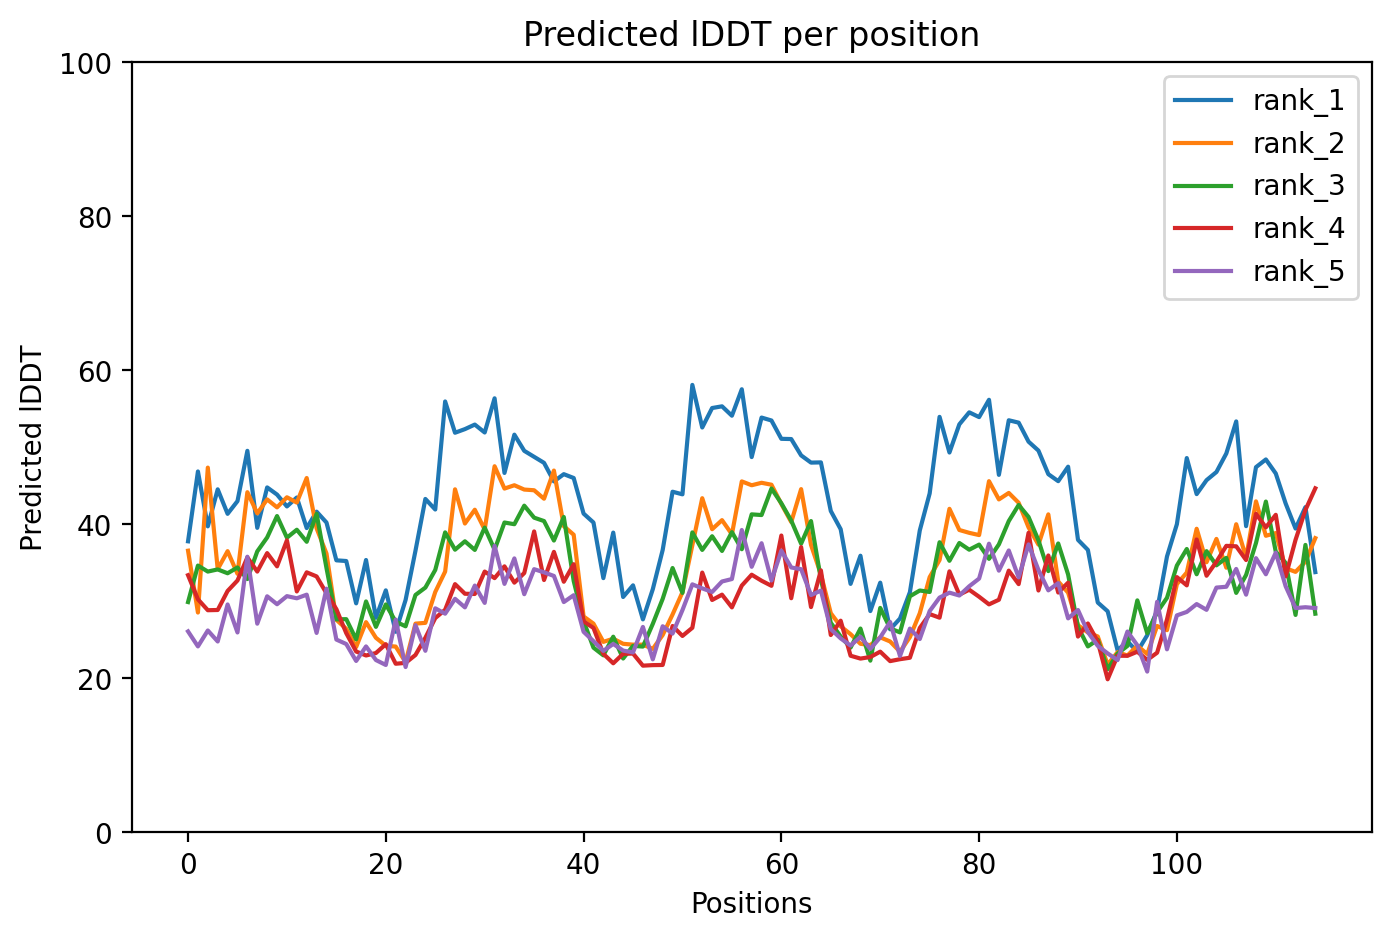 Predicted lDDT per position
100
80
60
40
20
0
Predicted lDDT
rank_1
rank_2
rank_3
rank_4
rank_5
0 20 40 60 80 100
Positions